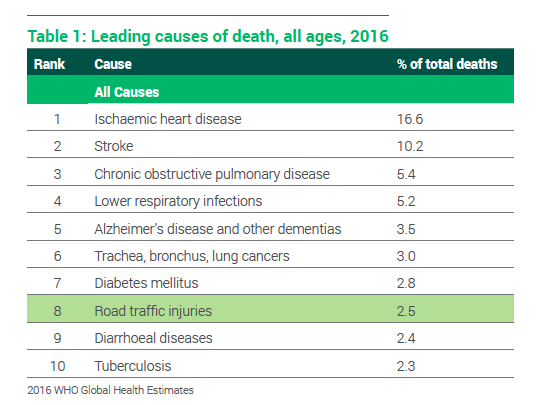 Table 1: Leading causes of death, all ages, 2016
Rank Cause % of total deaths
All Causes
1 Ischaemic heart disease 16.6
2 Stroke 10.2
3 Chronic obstructive pulmonary disease 5.4
4 Lower respiratory infections 5.2
5 Alzheimer's disease and other dementias 3.5
6 Trachea, bronchus, lung cancers 3.0
7 Diabetes mellitus 2.8
8 Road traffic injuries 2.5
9 Diarrhoeal diseases 2.4
10 Tuberculosis 2.3
2016 WHO Global Health Estimates